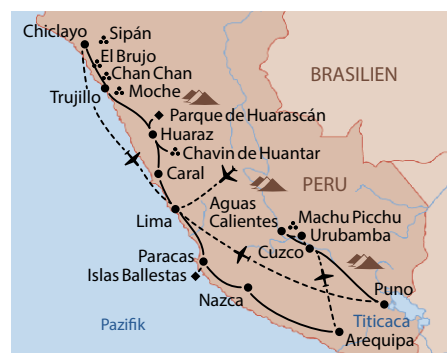 Chiclayo
Sipán
El Brujo
Chan Chan
Trujillo
Moche
BRASILIEN
Parque de Huarascán
Huaraz
Chavin de Huantar
Caral
PERU
Lima
Aguas
Calientes
Machu Picchu
Urubamba
Cuzco
Paracas
Islas Ballestas
Nazca
Puno
Titicaca
Pazifik
Arequipa